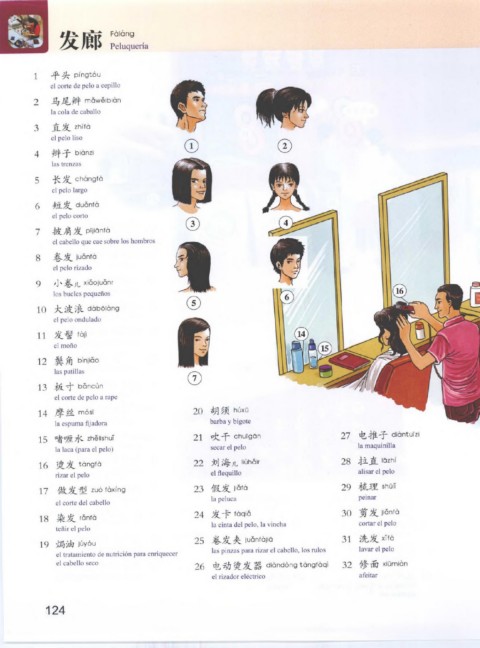 发廊 Fàláng
Peluquería
1 平头 píngtóu
el corte de pelo a cepillo
2 马尾辫 mǎwěibiàn
la cola de caballo
3 直发 zhífà
el pelo liso
4 辫子 biànzi
las trenzas
5 长发 chángfà
el pelo largo
6 短发 duǎnfà
el pelo corto
7 披肩发 pījiānfà
el cabello que cae sobre los hombros
8 卷发 juǎnfà
el pelo rizado
9 小卷儿 xiǎojuǎnr
los bucles pequeños
10 大波浪 dàbōlàng
el pelo ondulado
11 发髻 fàjì
el moño
12 鬓角 bìnjiǎo
las patillas
13 板寸 bǎncùn
el corte de pelo a rape
14 摩丝 mósī
la espuma fijadora
15 啫喱水 zhělíshuǐ
la laca (para el pelo)
16 烫发 tàngfà
rizar el pelo
17 做发型 zuò fàxíng
el corte del cabello
18 染发 rǎnfà
teñir el pelo
19 焗油 júyóu
el tratamiento de nutrición para enriquecer
el cabello seco
20 胡须 húxū
barba y bigote
21 吹干 chuīgān
secar el pelo
22 刘海儿 liúhǎir
el flequillo
23 假发 jiǎfà
la peluca
24 发卡 fàqiǎ
la cinta del pelo, la vincha
25 卷发夹 juǎnfàjiā
las pinzas para rizar el cabello, los rulos
26 电动烫发器 diàndòng tàngfàqì
el rizador eléctrico
27 电推子 diàntuīzi
la maquinilla
28 拉直 lāzhí
alisar el pelo
29 梳理 shūlǐ
peinar
30 剪发 jiǎnfà
cortar el pelo
31 洗发 xǐfà
lavar el pelo
32 修面 xiūmiàn
afeitar
1
2
3
4
5
6
7
14
15
16
124